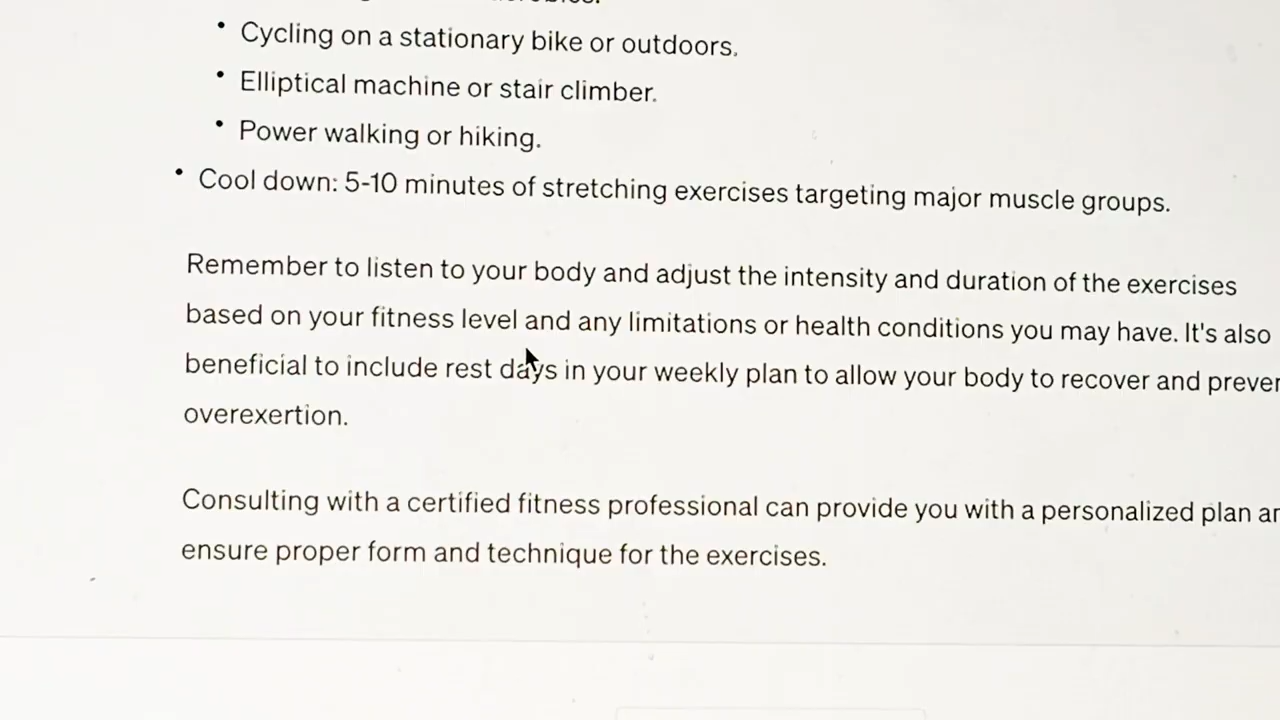 • Cycling on a stationary bike or outdoors.
• Elliptical machine or stair climber.
• Power walking or hiking.
• Cool down: 5-10 minutes of stretching exercises targeting major muscle groups.
Remember to listen to your body and adjust the intensity and duration of the exercises
based on your fitness level and any limitations or health conditions you may have. It's also
beneficial to include rest days in your weekly plan to allow your body to recover and
overexertion.
Consulting with a certified fitness professional can provide you with a personalized plan
ensure proper form and technique for the exercises.